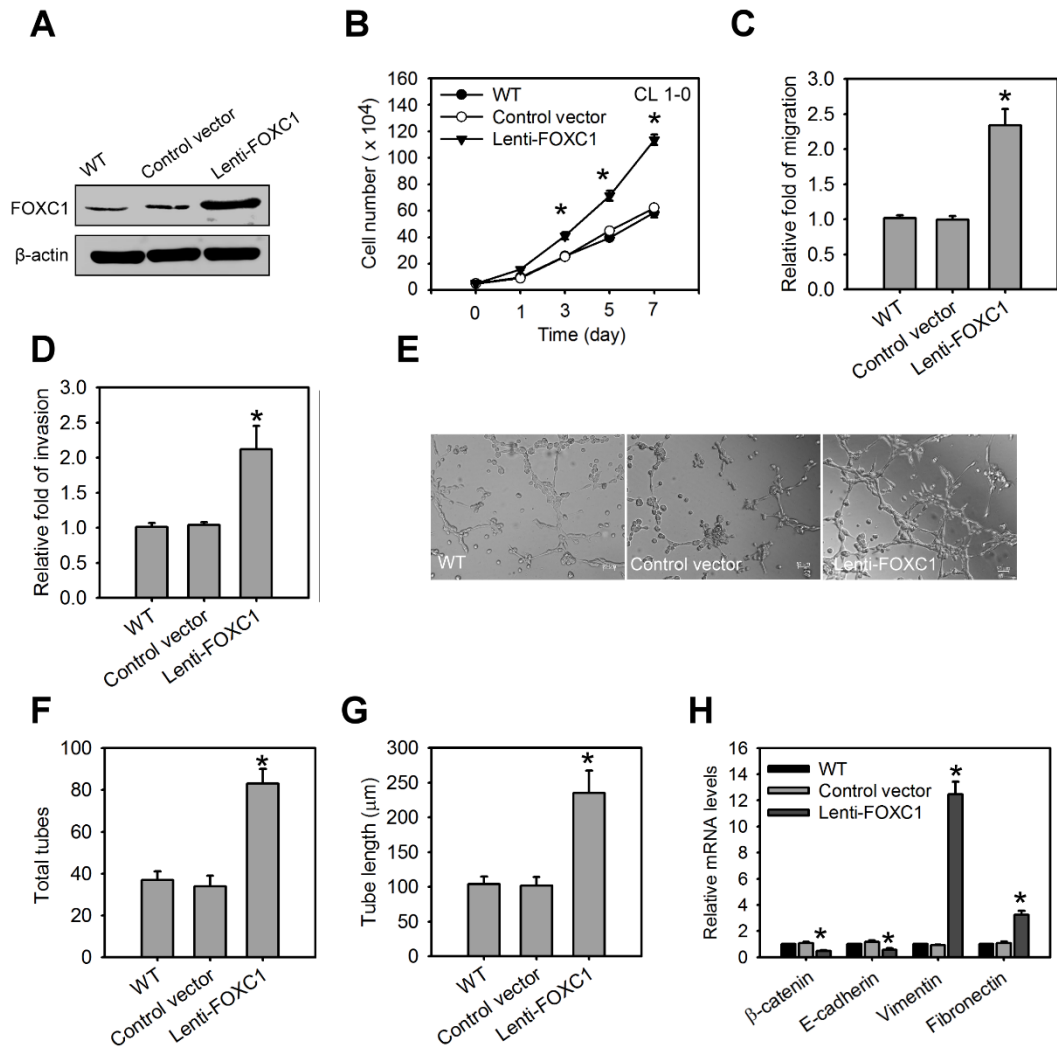 A
WT
Control vector
Lenti-FOXC1
FOXC1
β-actin
B
Cell number ( x 10⁴)
160
140
120
100
80
60
40
20
0
WT
Control vector
Lenti-FOXC1
CL 1-0
*
*
*
0 1 3 5 7
Time (day)
C
Relative fold of migration
3.0
2.5
2.0
1.5
1.0
0.5
0.0
*
WT
Control vector
Lenti-FOXC1
D
Relative fold of invasion
3.0
2.5
2.0
1.5
1.0
0.5
0.0
*
WT
Control vector
Lenti-FOXC1
E
WT
Control vector
Lenti-FOXC1
F
Total tubes
100
80
60
40
20
0
*
WT
Control vector
Lenti-FOXC1
G
Tube length (μm)
300
250
200
150
100
50
0
*
WT
Control vector
Lenti-FOXC1
H
Relative mRNA levels
16
14
12
10
8
6
4
2
0
WT
Control vector
Lenti-FOXC1
*
*
*
*
β-catenin
E-cadherin
Vimentin
Fibronectin